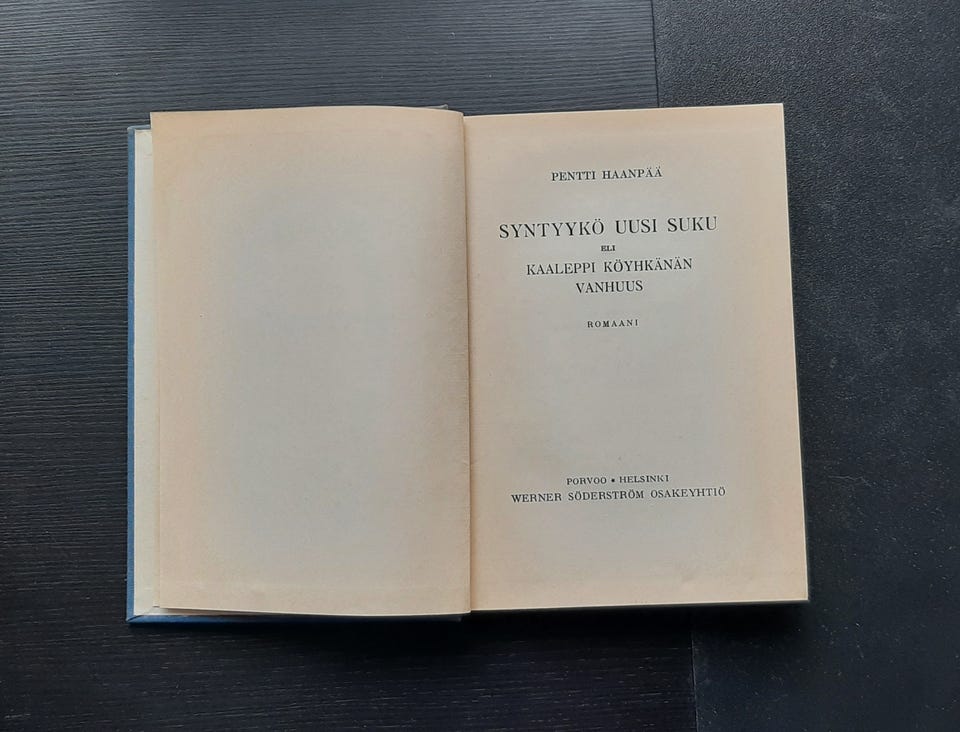 PENTTI HAANPÄÄ
SYNTYYKÖ UUSI SUKU
ELI
KAALEPPI KÖYHKÄNÄN
VANHUUS
ROMAANI
PORVOO • HELSINKI
WERNER SÖDERSTRÖM OSAKEYHTIÖ